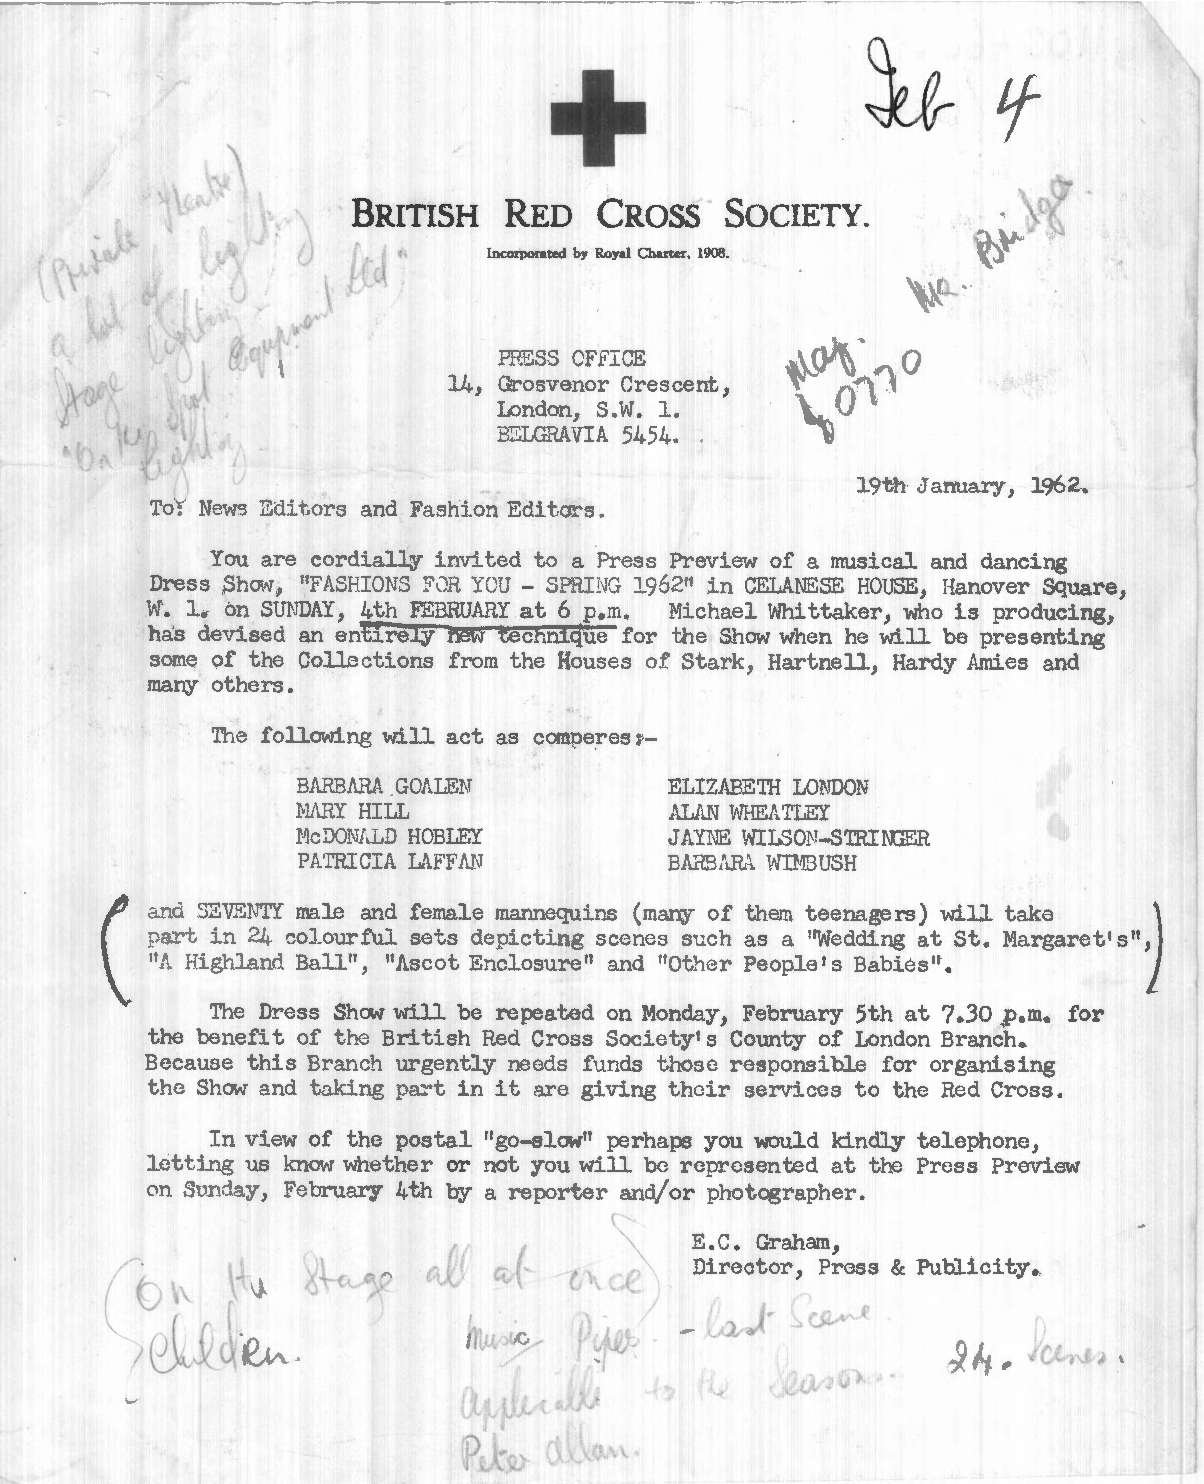 Feb 4
BRITISH RED CROSS SOCIETY.
Incorporated by Royal Charter, 1908.
(Private Theatre)
a lot of lighting)
Stage lighting
Spot Equipment Ltd"
"On the
lighting
Mr. Bridge
May.
0770
PRESS OFFICE
14, Grosvenor Crescent,
London, S.W. 1.
BELGRAVIA 5454.
19th January, 1962.
To: News Editors and Fashion Editors.
You are cordially invited to a Press Preview of a musical and dancing
Dress Show, "FASHIONS FOR YOU - SPRING 1962" in CELANESE HOUSE, Hanover Square,
W. 1. on SUNDAY, 4th FEBRUARY at 6 p.m. Michael Whittaker, who is producing,
has devised an entirely new technique for the Show when he will be presenting
some of the Collections from the Houses of Stark, Hartnell, Hardy Amies and
many others.
The following will act as comperes:-
BARBARA GOALEN ELIZABETH LONDON
MARY HILL ALAN WHEATLEY
McDONALD HOBLEY JAYNE WILSON-STRINGER
PATRICIA LAFFAN BARBARA WIMBUSH
and SEVENTY male and female mannequins (many of them teenagers) will take
part in 24 colourful sets depicting scenes such as a "Wedding at St. Margaret's",
"A Highland Ball", "Ascot Enclosure" and "Other People's Babies".
The Dress Show will be repeated on Monday, February 5th at 7.30 p.m. for
the benefit of the British Red Cross Society's County of London Branch.
Because this Branch urgently needs funds those responsible for organising
the Show and taking part in it are giving their services to the Red Cross.
In view of the postal "go-slow" perhaps you would kindly telephone,
letting us know whether or not you will be represented at the Press Preview
on Sunday, February 4th by a reporter and/or photographer.
E.C. Graham,
Director, Press & Publicity.
(On the Stage all at once)
Children.
Music Pipes. - last Scene.
24. Scenes.
applicable to the Season.
Peter Allan.